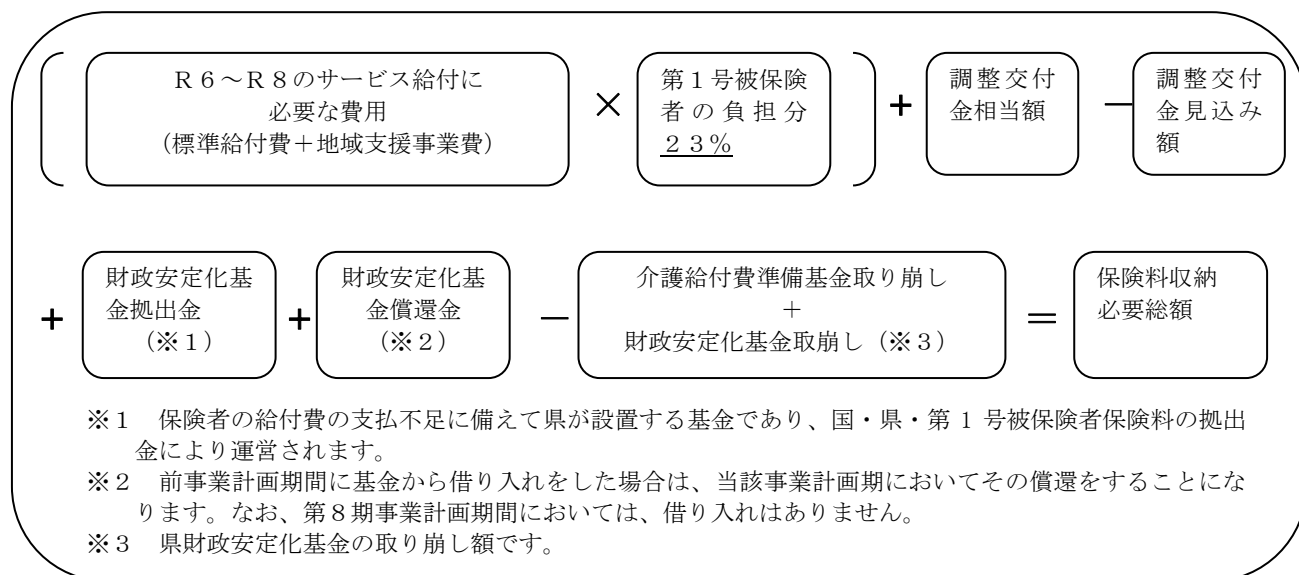 Ｒ６～Ｒ８のサービス給付に
必要な費用
（標準給付費＋地域支援事業費）
×
第１号被保険
者の負担分
２３％
＋
調整交付
金相当額
－
調整交付
金見込み
額
＋
財政安定化基
金拠出金
（※１）
＋
財政安定化基
金償還金
（※２）
－
介護給付費準備基金取り崩し
＋
財政安定化基金取崩し（※３）
＝
保険料収納
必要総額
※１　保険者の給付費の支払不足に備えて県が設置する基金であり、国・県・第 1 号被保険者保険料の拠出
金により運営されます。
※２　前事業計画期間に基金から借り入れをした場合は、当該事業計画期においてその償還をすることにな
ります。なお、第８期事業計画期間においては、借り入れはありません。
※３　県財政安定化基金の取り崩し額です。